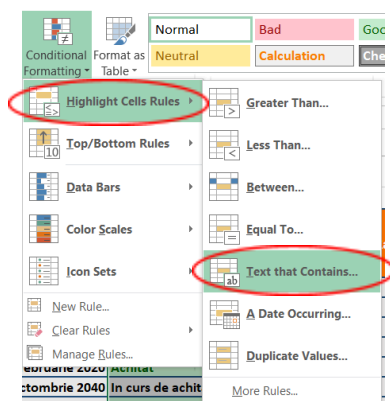 Normal Bad Goo
Conditional Formatting Format as Table Neutral Calculation Che
Highlight Cells Rules
Top/Bottom Rules
10
Data Bars
Color Scales
Icon Sets
New Rule...
Clear Rules
Manage Rules...
Greater Than...
Less Than...
Between...
Equal To...
Text that Contains...
ab
A Date Occurring...
Duplicate Values...
More Rules...
ebruarie 2020 Achitat
ctombrie 2040 In curs de achit